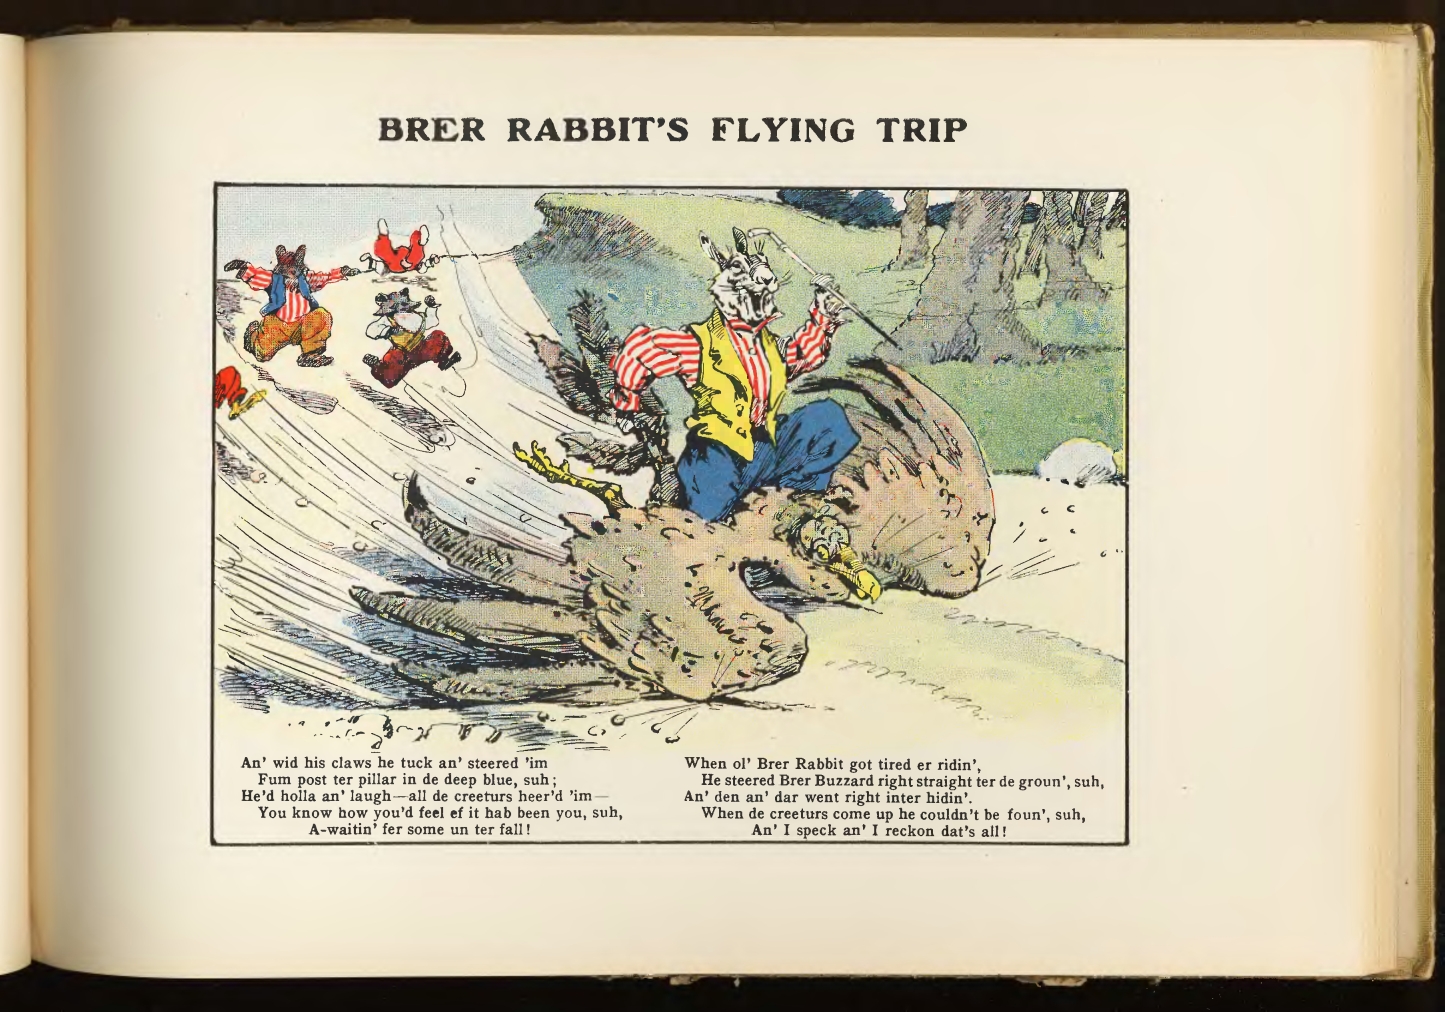 BRER RABBIT'S FLYING TRIP
An' wid his claws he tuck an' steered 'im
Fum post ter pillar in de deep blue, suh;
He'd holla an' laugh—all de creeturs heer'd 'im—
You know how you'd feel ef it hab been you, suh,
A-waitin' fer some un ter fall!
When ol' Brer Rabbit got tired er ridin',
He steered Brer Buzzard right straight ter de groun', suh,
An' den an' dar went right inter hidin'.
When de creeturs come up he couldn't be foun', suh,
An' I speck an' I reckon dat's all!